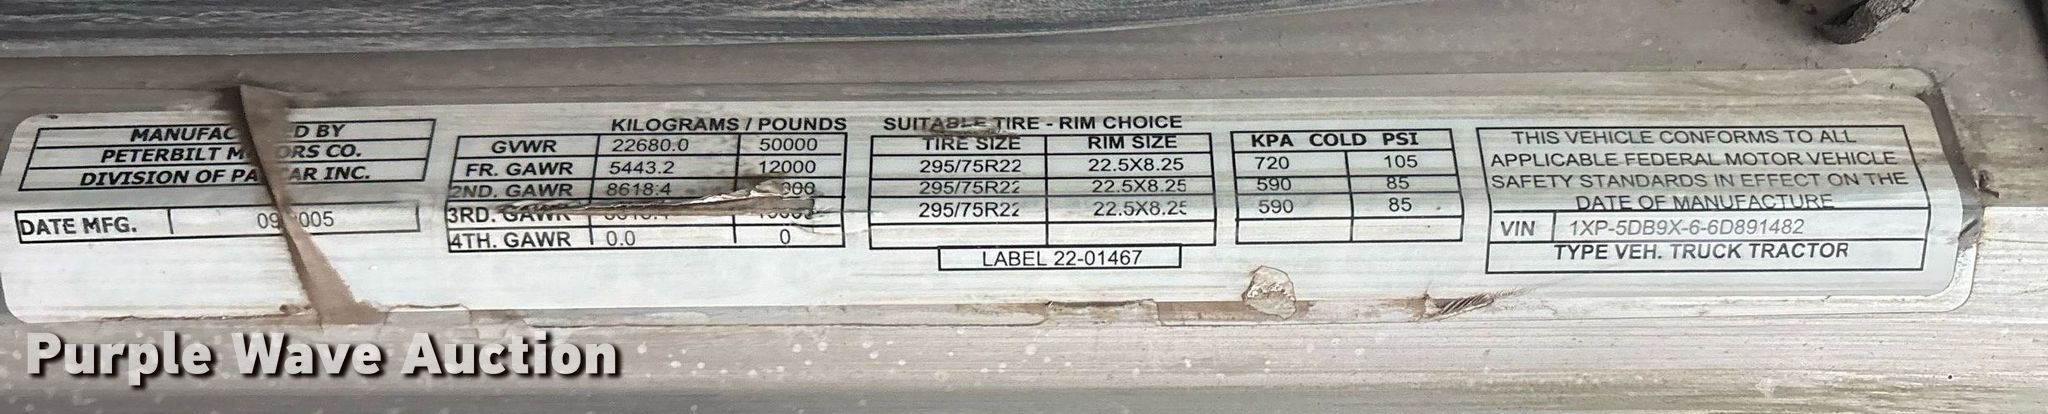 MANUFAC D BY
PETERBILT M ORS CO.
DIVISION OF PA CAR INC.
DATE MFG. 09 005
KILOGRAMS / POUNDS
GVWR 22680.0 50000
FR. GAWR 5443.2 12000
2ND. GAWR 8618.4 000
3RD. GAWR
4TH. GAWR 0.0 0
SUITABLE TIRE - RIM CHOICE
TIRE SIZE RIM SIZE
295/75R22 22.5X8.25
295/75R22 22.5X8.25
295/75R22 22.5X8.25
LABEL 22-01467
KPA COLD PSI
720 105
590 85
590 85
THIS VEHICLE CONFORMS TO ALL
APPLICABLE FEDERAL MOTOR VEHICLE
SAFETY STANDARDS IN EFFECT ON THE
DATE OF MANUFACTURE
VIN 1XP-5DB9X-6-6D891482
TYPE VEH. TRUCK TRACTOR
Purple Wave Auction